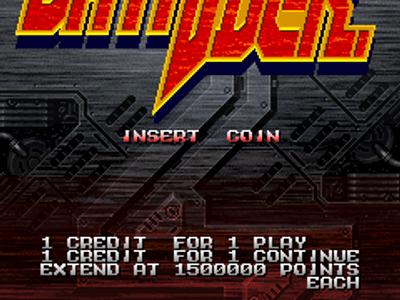 INSERT COIN
1 CREDIT FOR 1 PLAY
1 CREDIT FOR 1 CONTINUE
EXTEND AT 1500000 POINTS
EACH